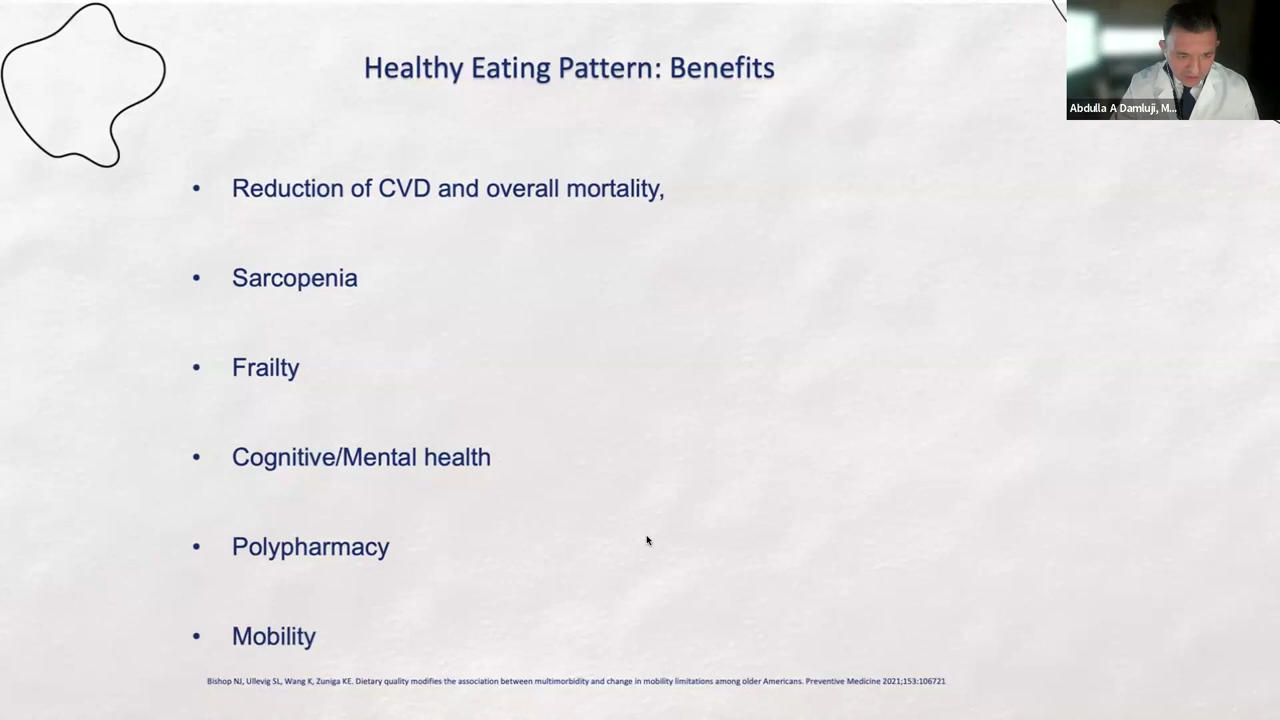 Healthy Eating Pattern: Benefits
Abdulla A Damluji, M...
• Reduction of CVD and overall mortality,
• Sarcopenia
• Frailty
• Cognitive/Mental health
• Polypharmacy
• Mobility
Bishop NJ, Ullevig SL, Wang K, Zuniga KE. Dietary quality modifies the association between multimorbidity and change in mobility limitations among older Americans. Preventive Medicine 2021;153:106721